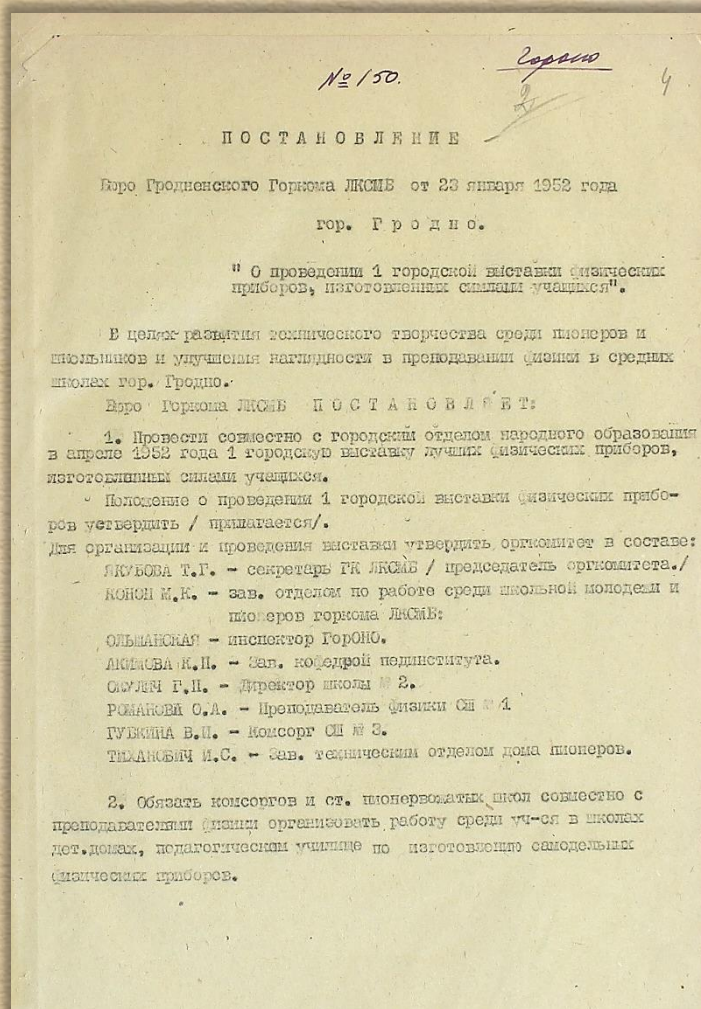 № 150.
Гороно
2
4
ПОСТАНОВЛЕНИЕ
Бюро Гродненского Горкома ЛКСМБ от 23 января 1952 года
гор. Гродно.
" О проведении 1 городской выставки физических
приборов, изготовленных силами учащихся".
В целях развития технического творчества среди пионеров и
школьников и улучшения наглядности в преподавании физики в средних
школах гор. Гродно.
Бюро Горкома ЛКСМБ ПОСТАНОВЛЯЕТ:
1. Провести совместно с городским отделом народного образования
в апреле 1952 года 1 городскую выставку лучших физических приборов,
изготовленных силами учащихся.
Положение о проведении 1 городской выставки физических прибо-
ров утвердить / прилагается/.
Для организации и проведения выставки утвердить оргкомитет в составе:
ЯКУБОВА Т.Г. - секретарь ГК ЛКСМБ / председатель оргкомитета./
КОНОН М.К. - зав. отделом по работе среди школьной молодежи и
пионеров горкома ЛКСМБ:
ОЛЬШАНСКАЯ - инспектор ГорОНО.
АКИМОВА К.П. - Зав. кофедрой пединститута.
ОКУЛИЧ Г.П. - Директор школы № 2.
РОМАНОВА О.А. - Преподаватель физики СШ № 1
ГУБКИНА В.П. - Комсорг СШ № 3.
ТИХАНОВИЧ И.С. - Зав. техническим отделом дома пионеров.
2. Обязать комсоргов и ст. пионервожатых школ совместно с
преподавателями физики организовать работу среди уч-ся в школах
дет.домах, педагогическом училище по изготовлению самодельных
физических приборов.